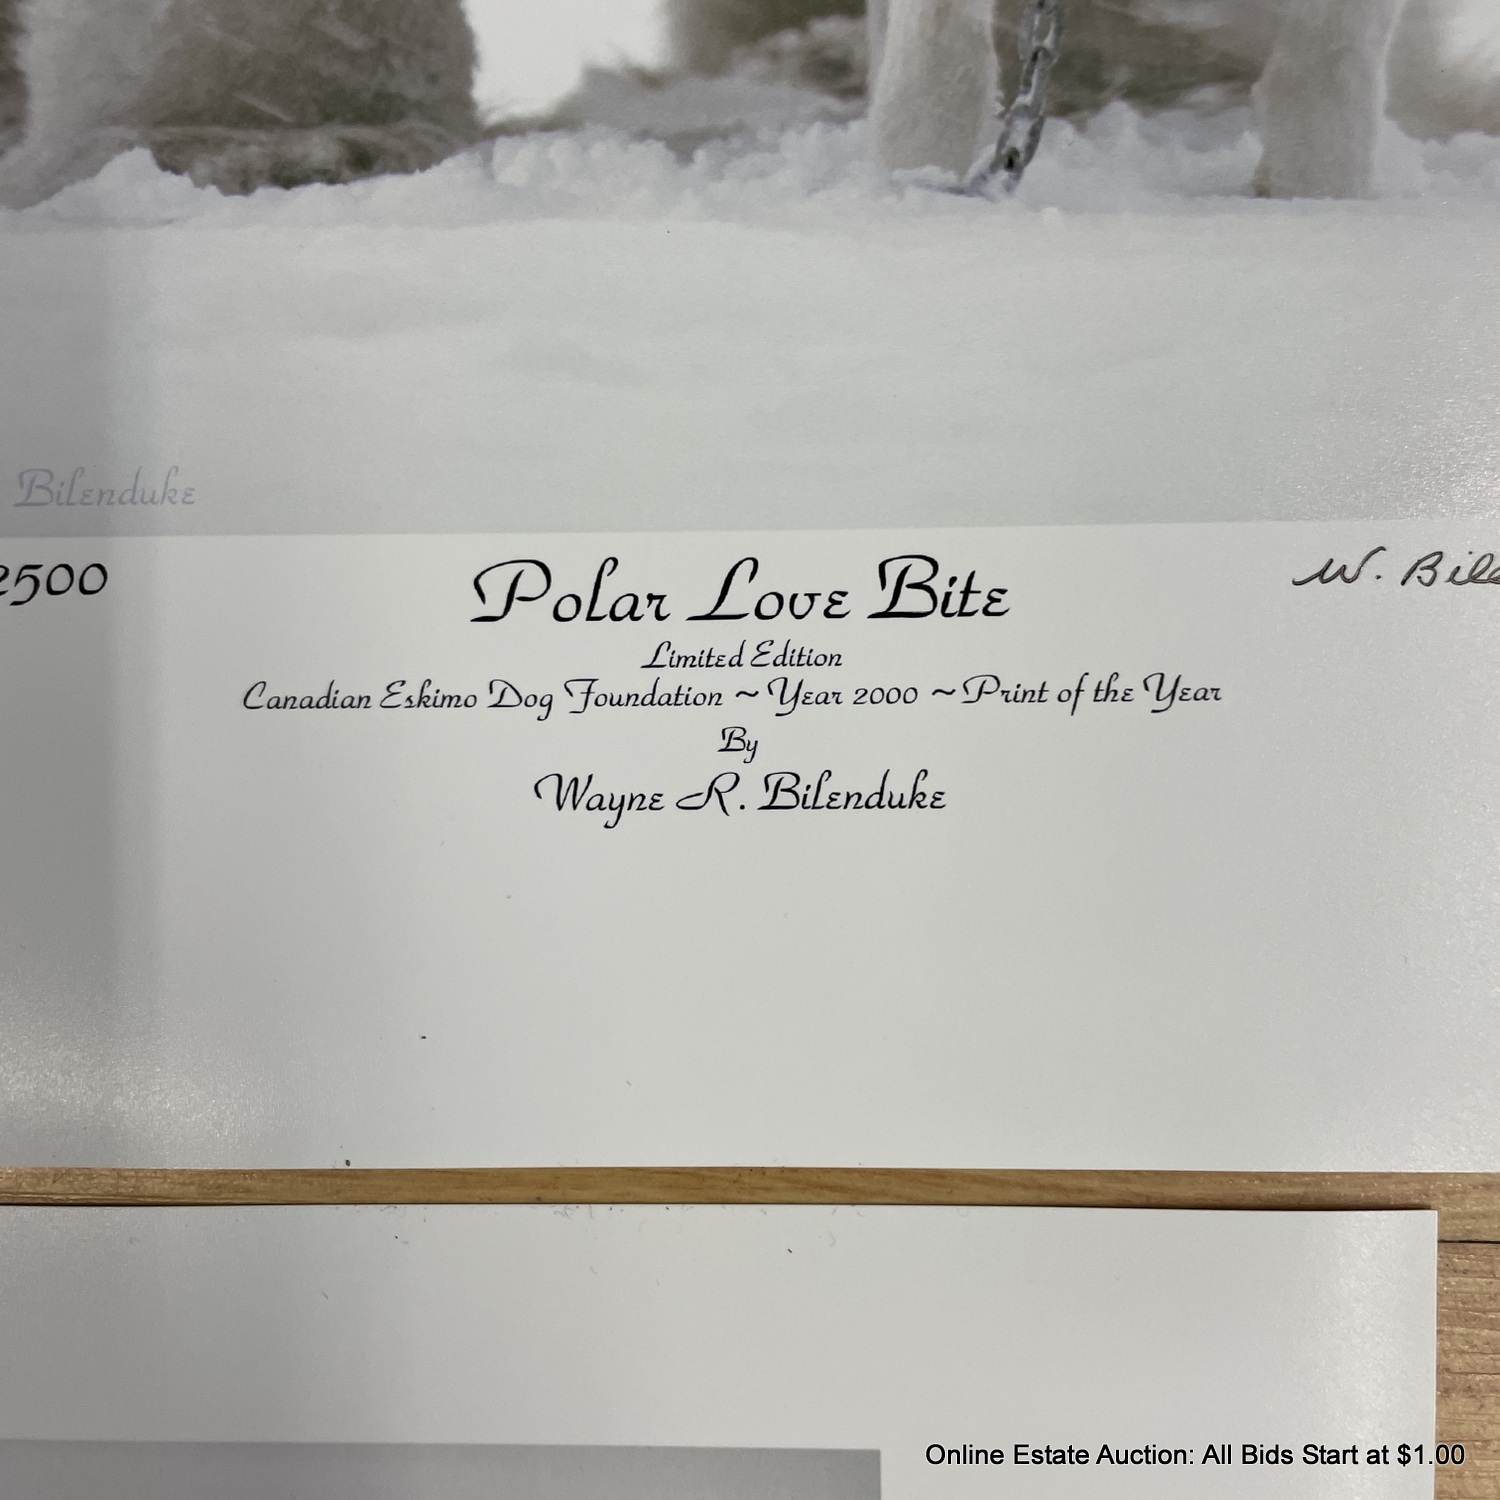 Bilenduke
2500
Polar Love Bite
W. Bile
Limited Edition
Canadian Eskimo Dog Foundation ~ Year 2000 ~ Print of the Year
By
Wayne R. Bilenduke
Online Estate Auction: All Bids Start at $1.00